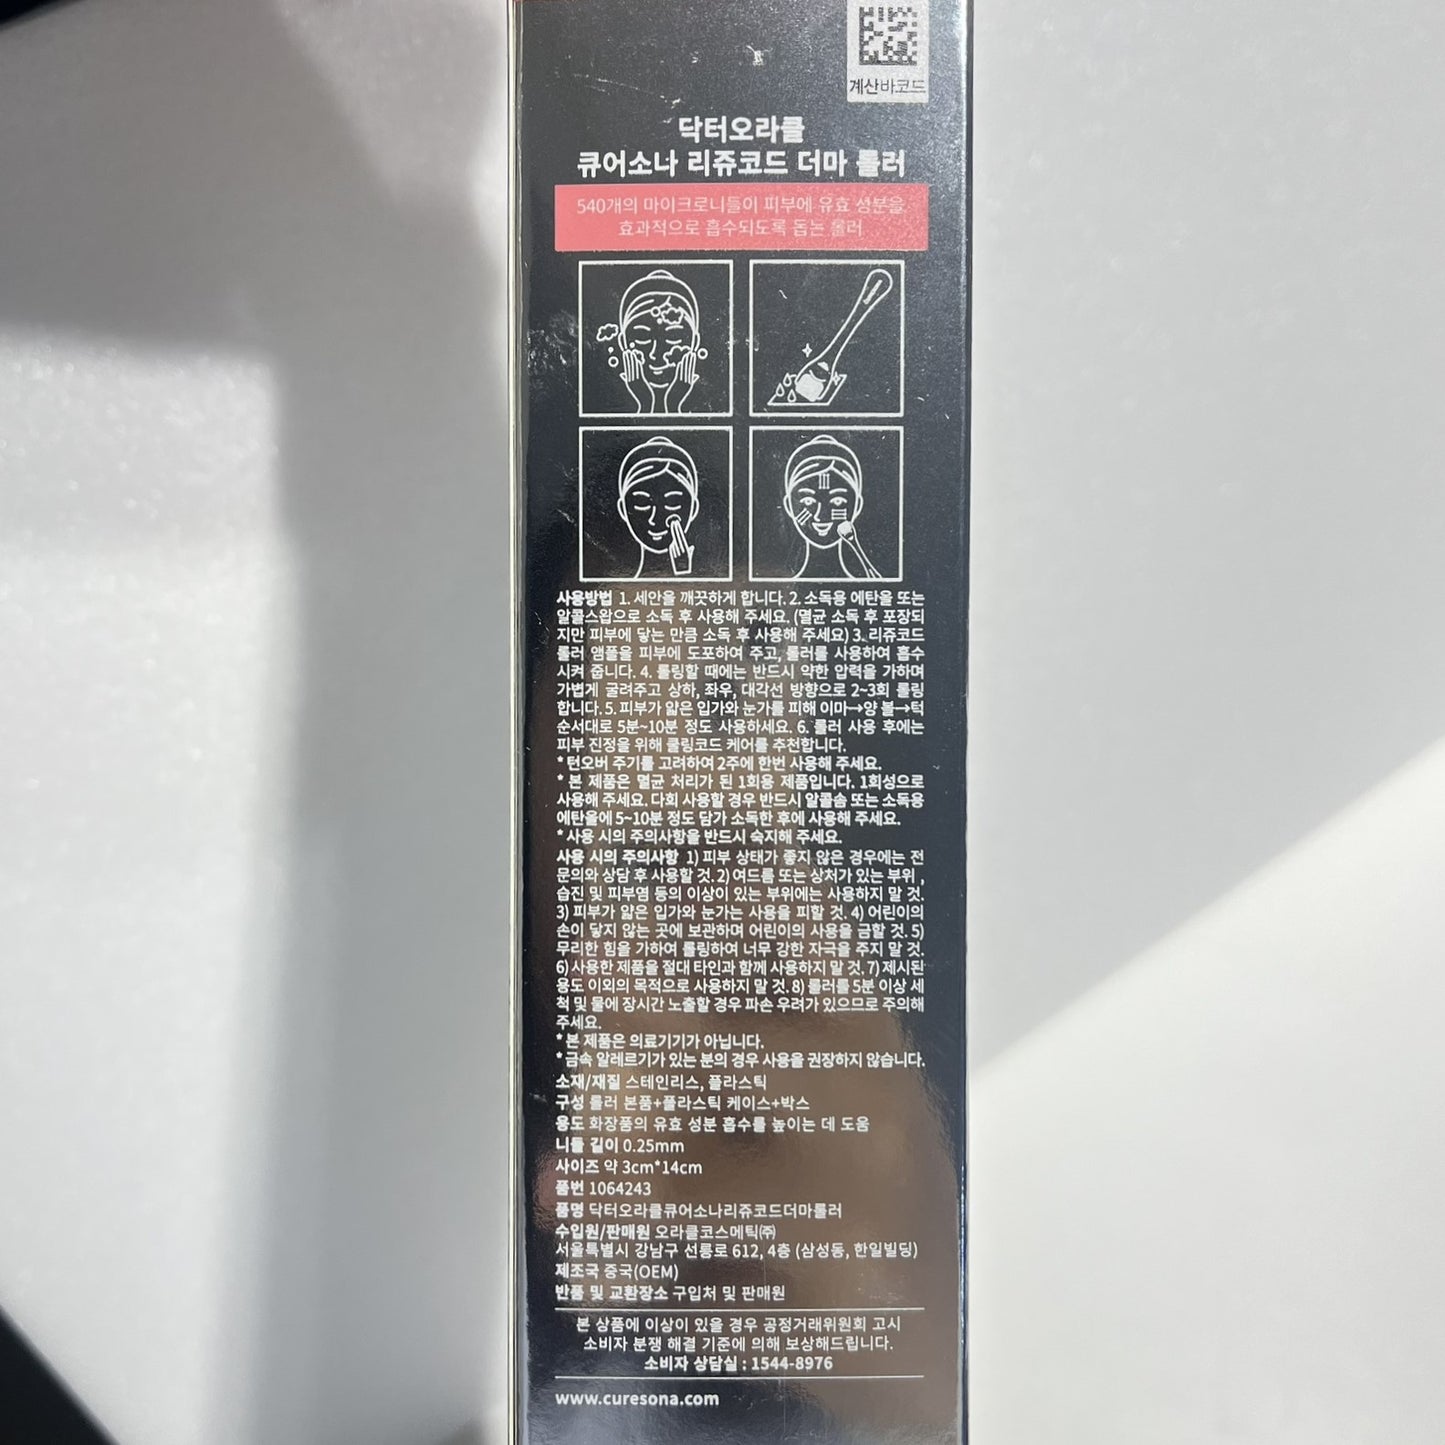 계산바코드
닥터오라클
큐어소나 리쥬코드 더마 롤러
540개의 마이크로니들이 피부에 유효 성분을
효과적으로 흡수되도록 돕는 롤러
사용방법 1. 세안을 깨끗하게 합니다. 2. 소독용 에탄올 또는
알콜스왑으로 소독 후 사용해 주세요. (멸균 소독 후 포장되
지만 피부에 닿는 만큼 소독 후 사용해 주세요) 3. 리쥬코드
롤러 앰플을 피부에 도포하여 주고, 롤러를 사용하여 흡수
시켜 줍니다. 4. 롤링할 때에는 반드시 약한 압력을 가하며
가볍게 굴려주고 상하, 좌우, 대각선 방향으로 2~3회 롤링
합니다. 5. 피부가 얇은 입가와 눈가를 피해 이마→양 볼→턱
순서대로 5분~10분 정도 사용하세요. 6. 롤러 사용 후에는
피부 진정을 위해 쿨링코드 케어를 추천합니다.
* 턴오버 주기를 고려하여 2주에 한번 사용해 주세요.
* 본 제품은 멸균 처리가 된 1회용 제품입니다. 1회성으로
사용해 주세요. 다회 사용할 경우 반드시 알콜솜 또는 소독용
에탄올에 5~10분 정도 담가 소독한 후에 사용해 주세요.
* 사용 시의 주의사항을 반드시 숙지해 주세요.
사용 시의 주의사항 1) 피부 상태가 좋지 않은 경우에는 전
문의와 상담 후 사용할 것. 2) 여드름 또는 상처가 있는 부위 ,
습진 및 피부염 등의 이상이 있는 부위에는 사용하지 말 것.
3) 피부가 얇은 입가와 눈가는 사용을 피할 것. 4) 어린이의
손이 닿지 않는 곳에 보관하며 어린이의 사용을 금할 것. 5)
무리한 힘을 가하여 롤링하여 너무 강한 자극을 주지 말 것.
6) 사용한 제품을 절대 타인과 함께 사용하지 말 것. 7) 제시된
용도 이외의 목적으로 사용하지 말 것. 8) 롤러를 5분 이상 세
척 및 물에 장시간 노출할 경우 파손 우려가 있으므로 주의해
주세요.
* 본 제품은 의료기기가 아닙니다.
* 금속 알레르기가 있는 분의 경우 사용을 권장하지 않습니다.
소재/재질 스테인리스, 플라스틱
구성 롤러 본품+플라스틱 케이스+박스
용도 화장품의 유효 성분 흡수를 높이는 데 도움
니들 길이 0.25mm
사이즈 약 3cm*14cm
품번 1064243
품명 닥터오라클큐어소나리쥬코드더마롤러
수입원/판매원 오라클코스메틱㈜
서울특별시 강남구 선릉로 612, 4층 (삼성동, 한일빌딩)
제조국 중국(OEM)
반품 및 교환장소 구입처 및 판매원
본 상품에 이상이 있을 경우 공정거래위원회 고시
소비자 분쟁 해결 기준에 의해 보상해드립니다.
소비자 상담실 : 1544-8976
www.curesona.com